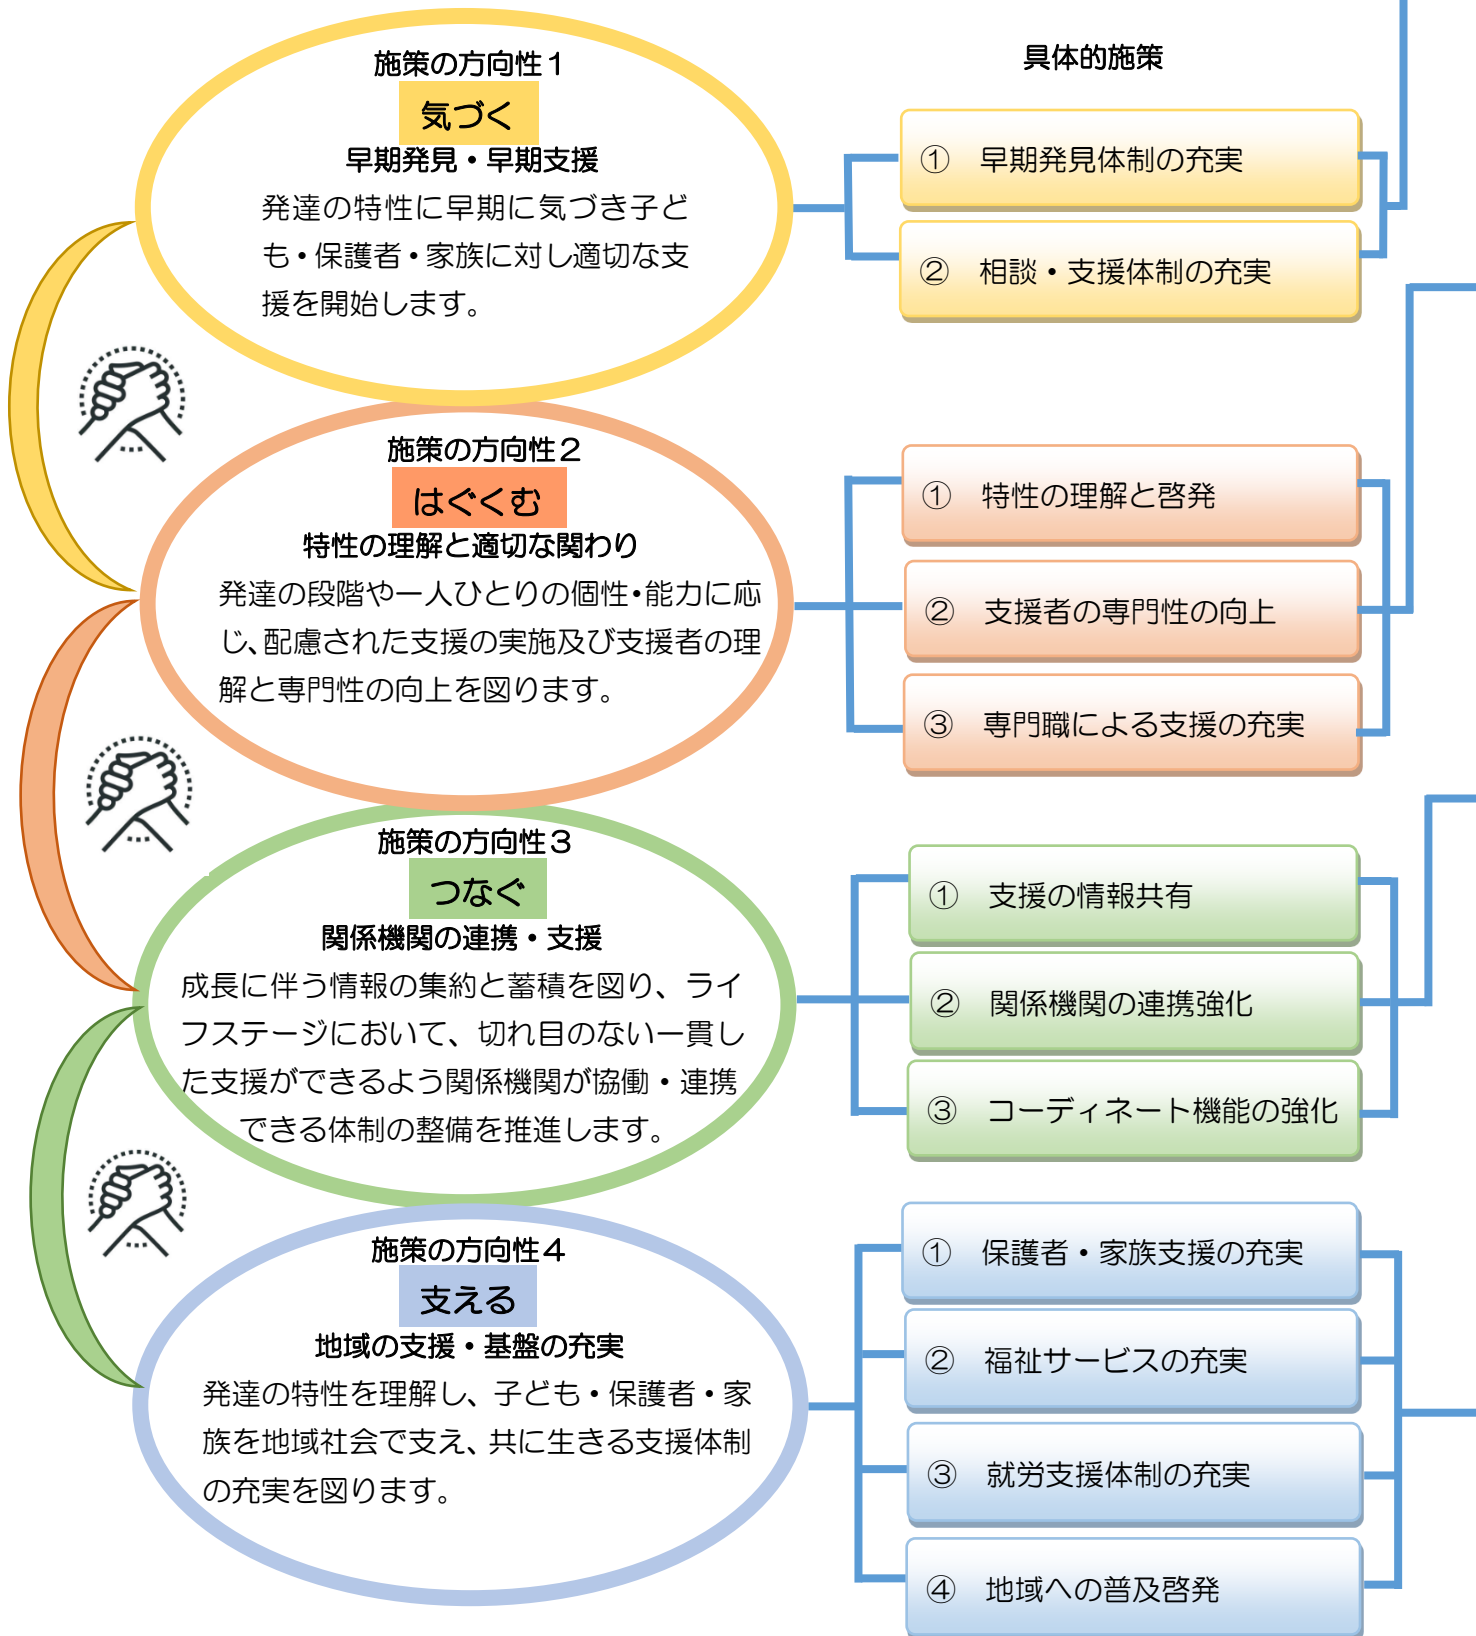 施策の方向性１
気づく
早期発見・早期支援
発達の特性に早期に気づき子ど
も・保護者・家族に対し適切な支
援を開始します。
具体的施策
①　早期発見体制の充実
②　相談・支援体制の充実
施策の方向性２
はぐくむ
特性の理解と適切な関わり
発達の段階や一人ひとりの個性・能力に応
じ、配慮された支援の実施及び支援者の理
解と専門性の向上を図ります。
①　特性の理解と啓発
②　支援者の専門性の向上
③　専門職による支援の充実
施策の方向性３
つなぐ
関係機関の連携・支援
成長に伴う情報の集約と蓄積を図り、ライ
フステージにおいて、切れ目のない一貫し
た支援ができるよう関係機関が協働・連携
できる体制の整備を推進します。
①　支援の情報共有
②　関係機関の連携強化
③　コーディネート機能の強化
施策の方向性４
支える
地域の支援・基盤の充実
発達の特性を理解し、子ども・保護者・家
族を地域社会で支え、共に生きる支援体制
の充実を図ります。
①　保護者・家族支援の充実
②　福祉サービスの充実
③　就労支援体制の充実
④　地域への普及啓発